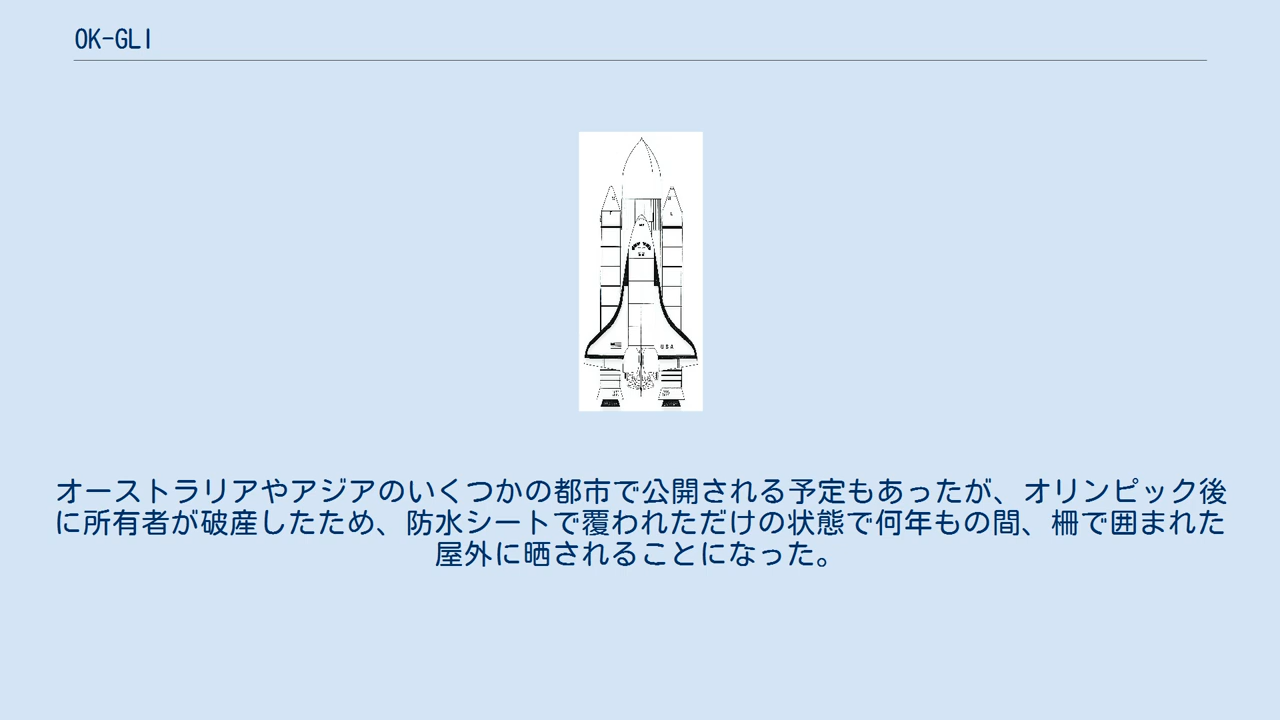 OK-GLI
USA
オーストラリアやアジアのいくつかの都市で公開される予定もあったが、オリンピック後
に所有者が破産したため、防水シートで覆われただけの状態で何年もの間、柵で囲まれた
屋外に晒されることになった。